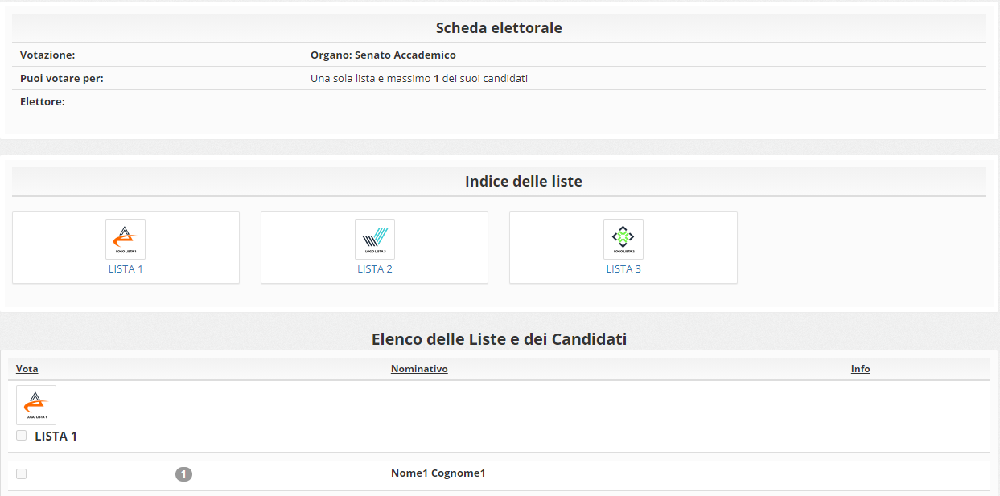 Scheda elettorale
Votazione: Organo: Senato Accademico
Puoi votare per: Una sola lista e massimo 1 dei suoi candidati
Elettore:
Indice delle liste
LOGO LISTA 1 LOGO LISTA 3 LOGO LISTA 2
LISTA 1 LISTA 2 LISTA 3
Elenco delle Liste e dei Candidati
Vota Nominativo Info
LOGO LISTA 1
LISTA 1
1 Nome1 Cognome1